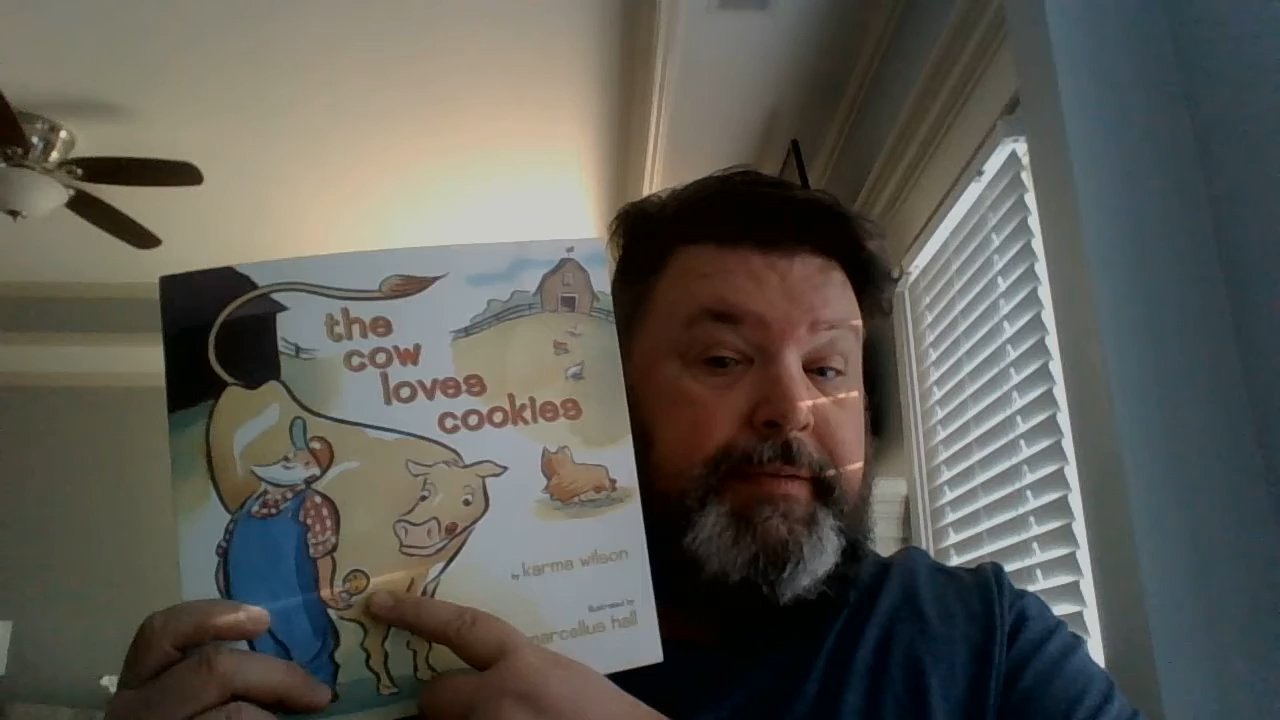 the
cow
loves
cookies
by karma wilson
illustrated by
marcellus hall